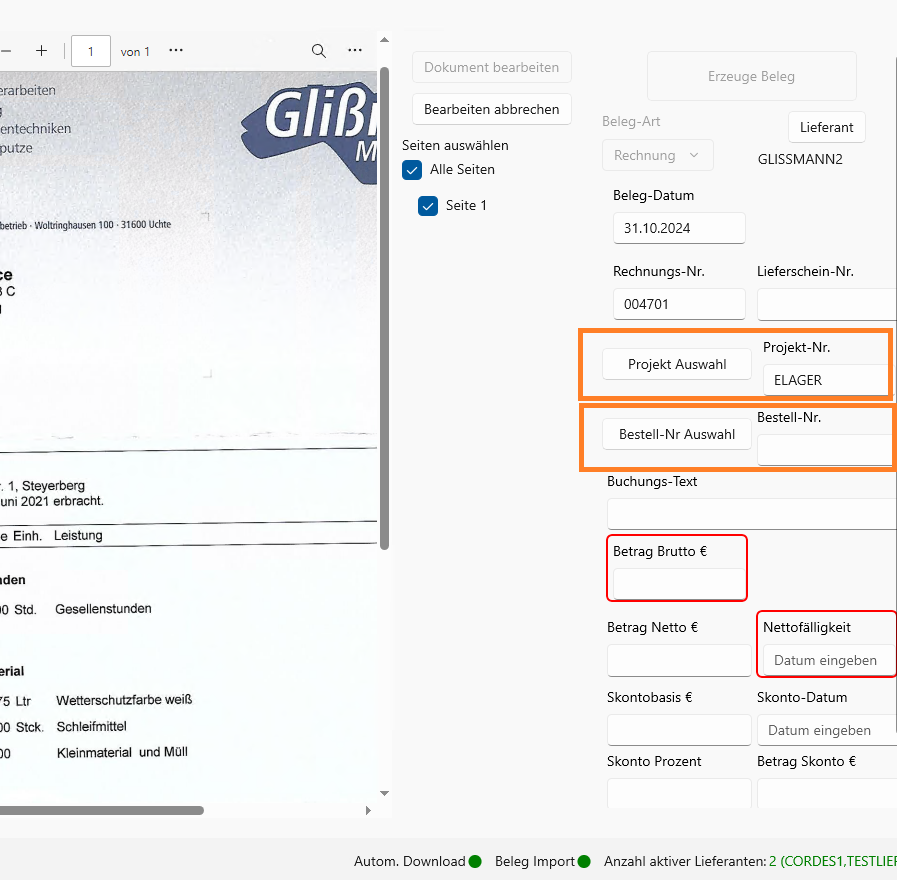 1 von 1
erarbeiten
g
entechniken
putze
Gliß
M
betrieb · Woltringhausen 100 · 31600 Uchte
ce
3 C
r. 1, Steyerberg
uni 2021 erbracht.
e Einh. Leistung
nden
00 Std. Gesellenstunden
erial
75 Ltr Wetterschutzfarbe weiß
00 Stck. Schleifmittel
00 Kleinmaterial und Müll
Dokument bearbeiten
Bearbeiten abbrechen
Seiten auswählen
Alle Seiten
Seite 1
Erzeuge Beleg
Beleg-Art
Lieferant
Rechnung
GLISSMANN2
Beleg-Datum
31.10.2024
Rechnungs-Nr. Lieferschein-Nr.
004701
Projekt Auswahl
Projekt-Nr.
ELAGER
Bestell-Nr Auswahl
Bestell-Nr.
Buchungs-Text
Betrag Brutto €
Betrag Netto € Nettofälligkeit
Datum eingeben
Skontobasis € Skonto-Datum
Datum eingeben
Skonto Prozent Betrag Skonto €
Autom. Download Beleg Import Anzahl aktiver Lieferanten: 2 (CORDES1,TESTLIEF